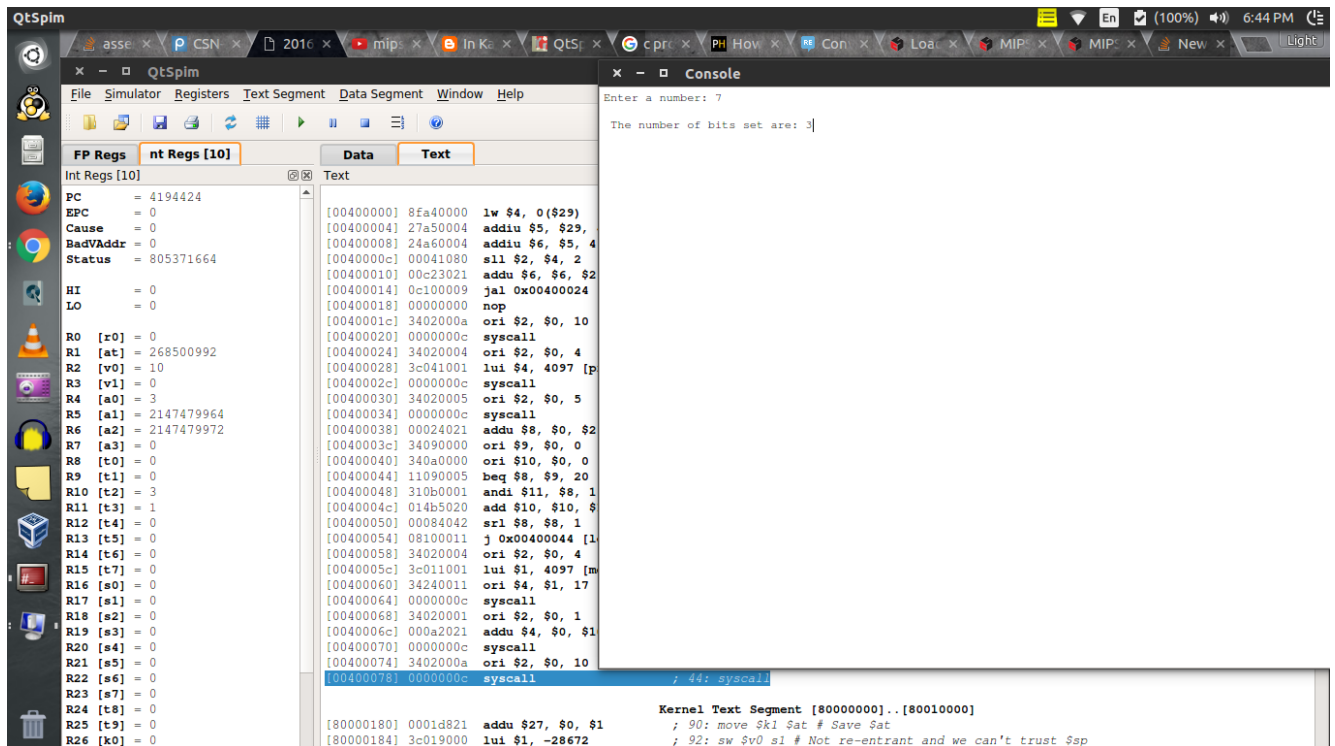 QtSpim
En (100%) 6:44 PM
asse CSN 2016 mips In Ka QtSp c prc How Con Loac MIPS MIPS New Light
QtSpim
File Simulator Registers Text Segment Data Segment Window Help
FP Regs nt Regs [10] Data Text
Int Regs [10] Text
PC = 4194424
EPC = 0
Cause = 0
BadVAddr = 0
Status = 805371664
HI = 0
LO = 0
R0 [r0] = 0
R1 [at] = 268500992
R2 [v0] = 10
R3 [v1] = 0
R4 [a0] = 3
R5 [a1] = 2147479964
R6 [a2] = 2147479972
R7 [a3] = 0
R8 [t0] = 0
R9 [t1] = 0
R10 [t2] = 3
R11 [t3] = 1
R12 [t4] = 0
R13 [t5] = 0
R14 [t6] = 0
R15 [t7] = 0
R16 [s0] = 0
R17 [s1] = 0
R18 [s2] = 0
R19 [s3] = 0
R20 [s4] = 0
R21 [s5] = 0
R22 [s6] = 0
R23 [s7] = 0
R24 [t8] = 0
R25 [t9] = 0
R26 [k0] = 0
[00400000] 8fa40000 lw $4, 0($29)
[00400004] 27a50004 addiu $5, $29,
[00400008] 24a60004 addiu $6, $5, 4
[0040000c] 00041080 sll $2, $4, 2
[00400010] 00c23021 addu $6, $6, $2
[00400014] 0c100009 jal 0x00400024
[00400018] 00000000 nop
[0040001c] 3402000a ori $2, $0, 10
[00400020] 0000000c syscall
[00400024] 34020004 ori $2, $0, 4
[00400028] 3c041001 lui $4, 4097 [p
[0040002c] 0000000c syscall
[00400030] 34020005 ori $2, $0, 5
[00400034] 0000000c syscall
[00400038] 00024021 addu $8, $0, $2
[0040003c] 34090000 ori $9, $0, 0
[00400040] 340a0000 ori $10, $0, 0
[00400044] 11090005 beq $8, $9, 20
[00400048] 310b0001 andi $11, $8, 1
[0040004c] 014b5020 add $10, $10, $
[00400050] 00084042 srl $8, $8, 1
[00400054] 08100011 j 0x00400044 [l
[00400058] 34020004 ori $2, $0, 4
[0040005c] 3c011001 lui $1, 4097 [m
[00400060] 34240011 ori $4, $1, 17
[00400064] 0000000c syscall
[00400068] 34020001 ori $2, $0, 1
[0040006c] 000a2021 addu $4, $0, $1
[00400070] 0000000c syscall
[00400074] 3402000a ori $2, $0, 10
[00400078] 0000000c syscall ; 44: syscall
Kernel Text Segment [80000000]..[80010000]
[80000180] 0001d821 addu $27, $0, $1 ; 90: move $k1 $at # Save $at
[80000184] 3c019000 lui $1, -28672 ; 92: sw $v0 s1 # Not re-entrant and we can't trust $sp
Console
Enter a number: 7
The number of bits set are: 3